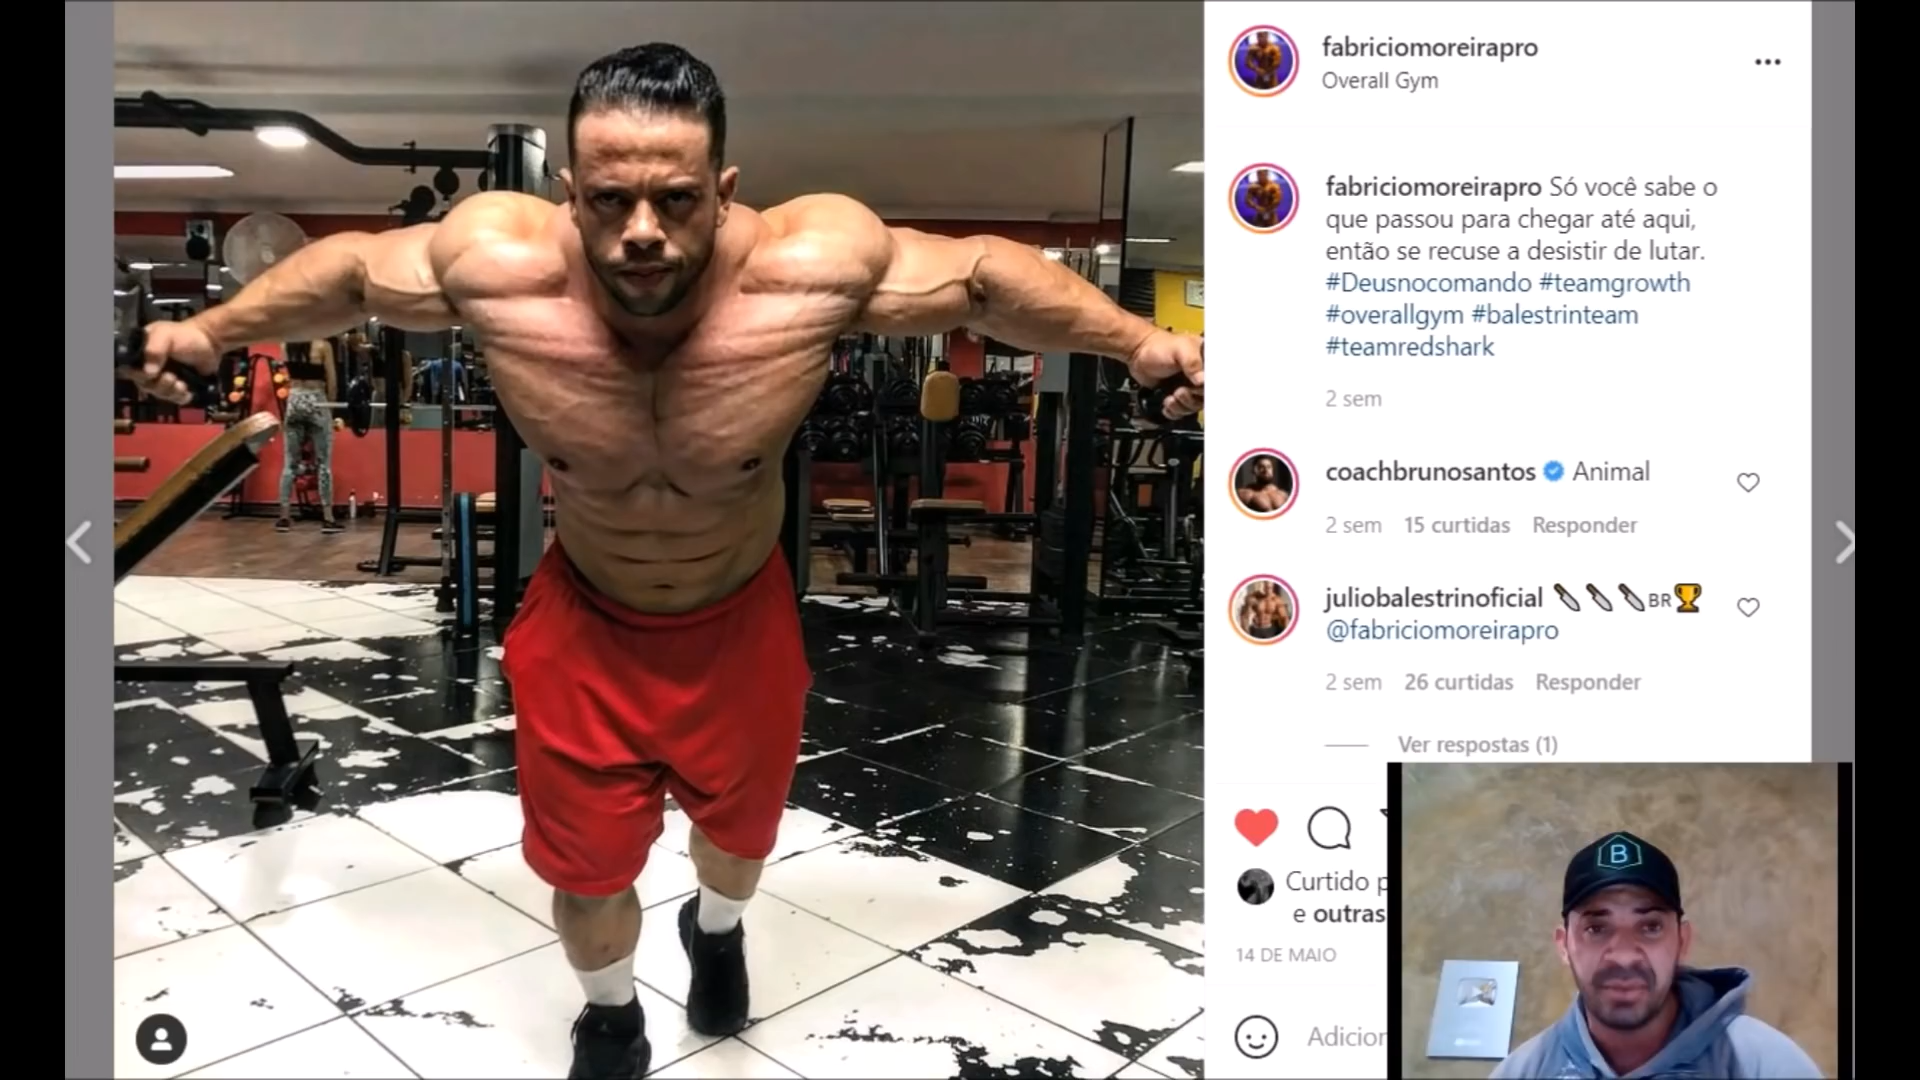 fabriciomoreirapro
Overall Gym
fabriciomoreirapro Só você sabe o
que passou para chegar até aqui,
então se recuse a desistir de lutar.
#Deusnocomando #teamgrowth
#overallgym #balestrinteam
#teamredshark
2 sem
coachbrunosantos Animal
2 sem 15 curtidas Responder
juliobalestrinoficial 🔪🔪🔪BR🏆
@fabriciomoreirapro
2 sem 26 curtidas Responder
Ver respostas (1)
Curtido p
e outras
14 DE MAIO
Adicior
B